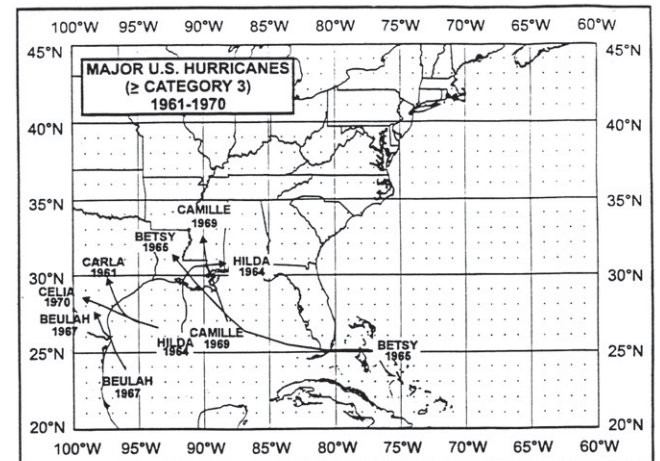 100°W 95°W 90°W 85°W 80°W 75°W 70°W 65°W 60°W
45°N 45°N
MAJOR U.S. HURRICANES
(≥ CATEGORY 3)
1961-1970
40°N 40°N
35°N 35°N
CAMILLE
1969
BETSY
1965
CARLA
1961
HILDA
1964
30°N 30°N
CELIA
1970
BEULAH
1967
HILDA
1964
CAMILLE
1969
BETSY
1965
25°N 25°N
BEULAH
1967
20°N 20°N
100°W 95°W 90°W 85°W 80°W 75°W 70°W 65°W 60°W